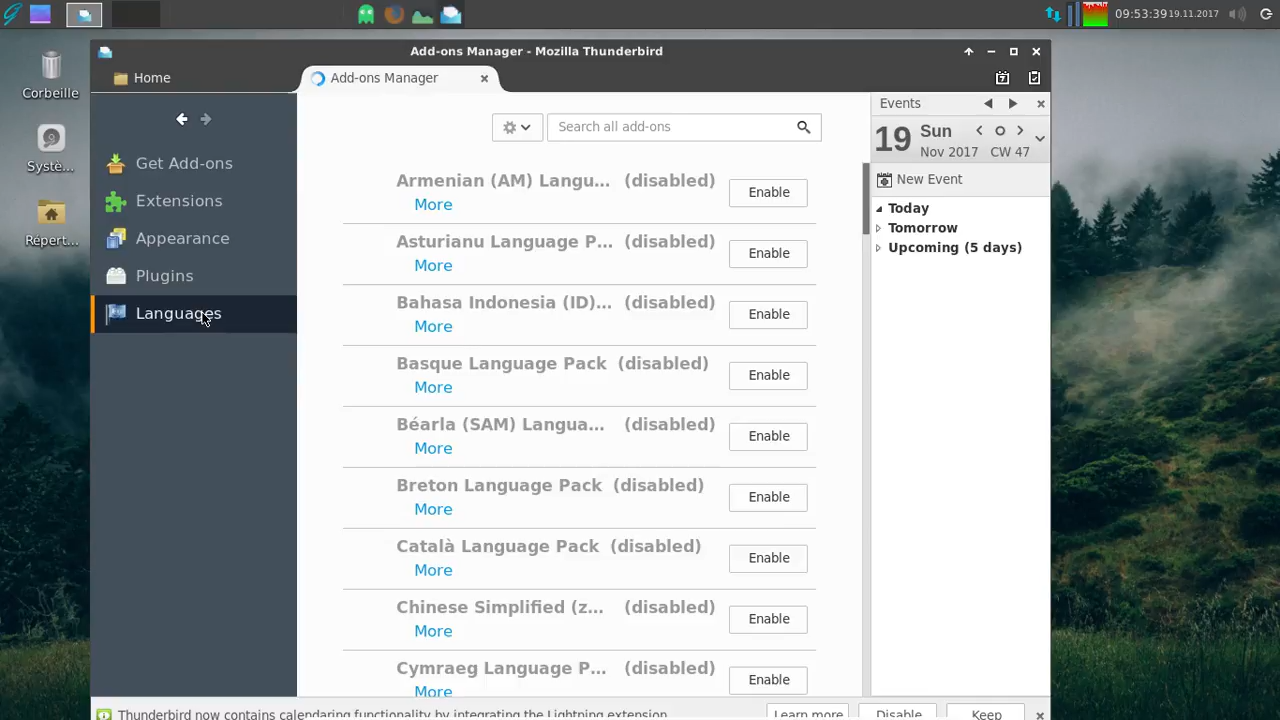 09:53:39 19.11.2017
Corbeille
Systè...
Répert...
Add-ons Manager - Mozilla Thunderbird
Home
Add-ons Manager
Get Add-ons
Extensions
Appearance
Plugins
Languages
Search all add-ons
Armenian (AM) Langu... (disabled)
More
Enable
Asturianu Language P... (disabled)
More
Enable
Bahasa Indonesia (ID)... (disabled)
More
Enable
Basque Language Pack (disabled)
More
Enable
Béarla (SAM) Langua... (disabled)
More
Enable
Breton Language Pack (disabled)
More
Enable
Català Language Pack (disabled)
More
Enable
Chinese Simplified (z... (disabled)
More
Enable
Cymraeg Language P... (disabled)
More
Enable
Events
19 Sun
Nov 2017 CW 47
New Event
Today
Tomorrow
Upcoming (5 days)
Thunderbird now contains calendaring functionality by integrating the Lightning extension.
Learn more
Disable
Keep